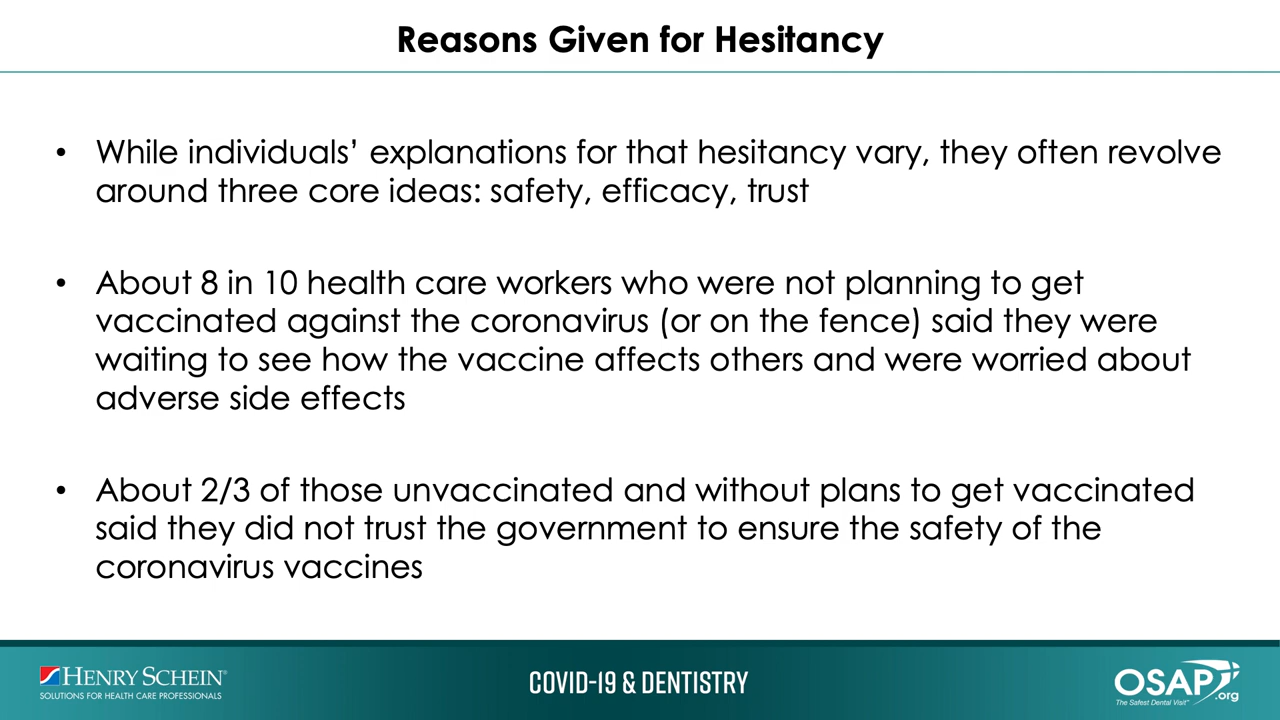 Reasons Given for Hesitancy
• While individuals’ explanations for that hesitancy vary, they often revolve
around three core ideas: safety, efficacy, trust
• About 8 in 10 health care workers who were not planning to get
vaccinated against the coronavirus (or on the fence) said they were
waiting to see how the vaccine affects others and were worried about
adverse side effects
• About 2/3 of those unvaccinated and without plans to get vaccinated
said they did not trust the government to ensure the safety of the
coronavirus vaccines
HENRY SCHEIN®
SOLUTIONS FOR HEALTH CARE PROFESSIONALS
COVID-19 & DENTISTRY
OSAP.org
The Safest Dental Visit™